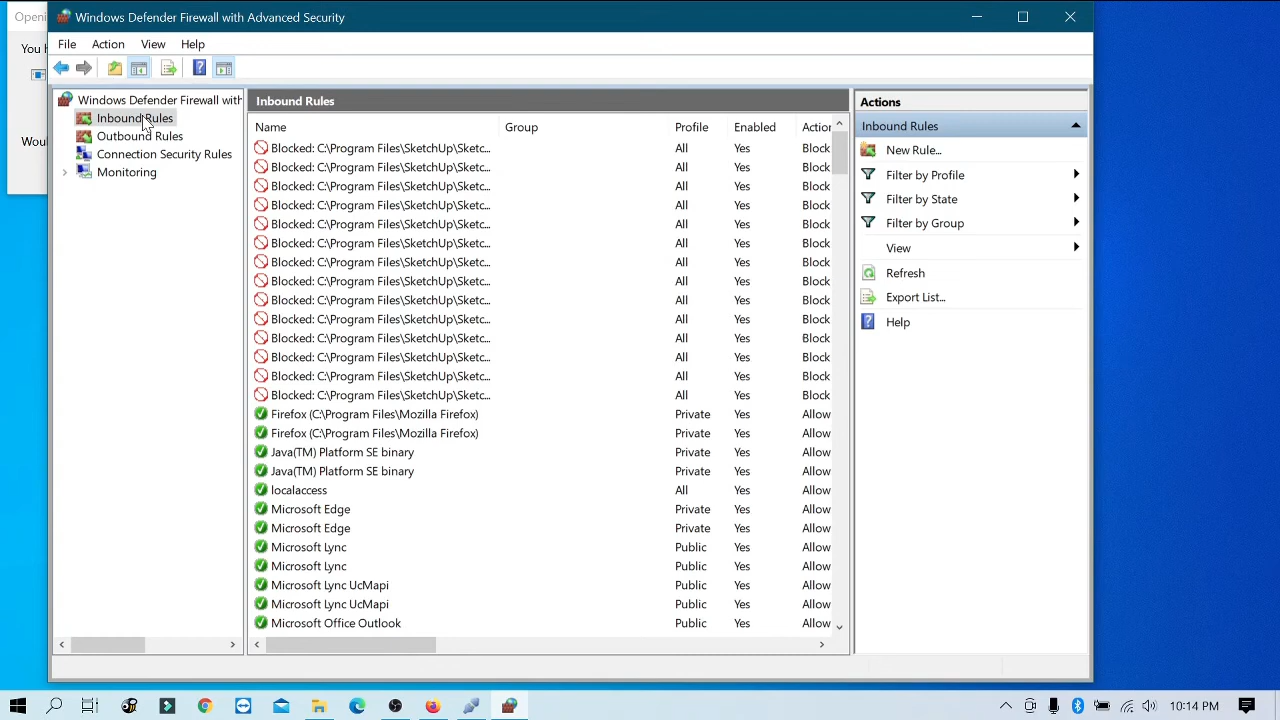 Openi
Windows Defender Firewall with Advanced Security
You h
Woul
File Action View Help
Windows Defender Firewall with
Inbound Rules
Outbound Rules
Connection Security Rules
Monitoring
Inbound Rules
Name Group Profile Enabled Action
Blocked: C:\Program Files\SketchUp\Sketc... All Yes Block
Blocked: C:\Program Files\SketchUp\Sketc... All Yes Block
Blocked: C:\Program Files\SketchUp\Sketc... All Yes Block
Blocked: C:\Program Files\SketchUp\Sketc... All Yes Block
Blocked: C:\Program Files\SketchUp\Sketc... All Yes Block
Blocked: C:\Program Files\SketchUp\Sketc... All Yes Block
Blocked: C:\Program Files\SketchUp\Sketc... All Yes Block
Blocked: C:\Program Files\SketchUp\Sketc... All Yes Block
Blocked: C:\Program Files\SketchUp\Sketc... All Yes Block
Blocked: C:\Program Files\SketchUp\Sketc... All Yes Block
Blocked: C:\Program Files\SketchUp\Sketc... All Yes Block
Blocked: C:\Program Files\SketchUp\Sketc... All Yes Block
Blocked: C:\Program Files\SketchUp\Sketc... All Yes Block
Blocked: C:\Program Files\SketchUp\Sketc... All Yes Block
Firefox (C:\Program Files\Mozilla Firefox) Private Yes Allow
Firefox (C:\Program Files\Mozilla Firefox) Private Yes Allow
Java(TM) Platform SE binary Private Yes Allow
Java(TM) Platform SE binary Private Yes Allow
localaccess All Yes Allow
Microsoft Edge Private Yes Allow
Microsoft Edge Private Yes Allow
Microsoft Lync Public Yes Allow
Microsoft Lync Public Yes Allow
Microsoft Lync UcMapi Public Yes Allow
Microsoft Lync UcMapi Public Yes Allow
Microsoft Office Outlook Public Yes Allow
Actions
Inbound Rules
New Rule...
Filter by Profile
Filter by State
Filter by Group
View
Refresh
Export List...
Help
10:14 PM